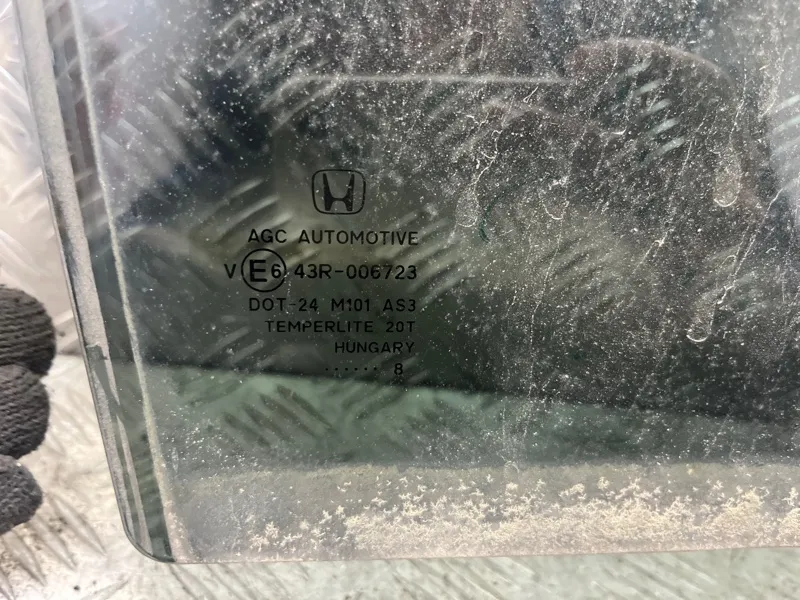 AGC AUTOMOTIVE
V E6 43R-006723
DOT-24 M101 AS3
TEMPERLITE 20T
HUNGARY
...... 8